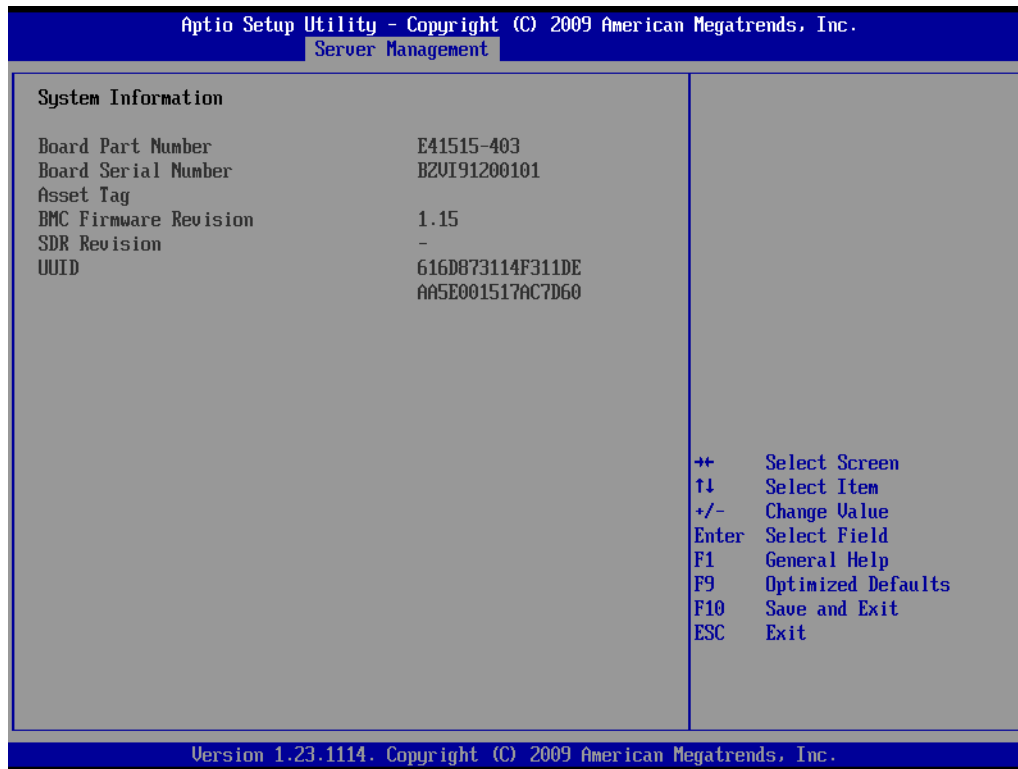 Aptio Setup Utility - Copyright (C) 2009 American Megatrends, Inc.
Server Management
System Information
Board Part Number E41515-403
Board Serial Number BZVI91200101
Asset Tag
BMC Firmware Revision 1.15
SDR Revision -
UUID 616D873114F311DE
AA5E001517AC7D60
→← Select Screen
↑↓ Select Item
+/- Change Value
Enter Select Field
F1 General Help
F9 Optimized Defaults
F10 Save and Exit
ESC Exit
Version 1.23.1114. Copyright (C) 2009 American Megatrends, Inc.